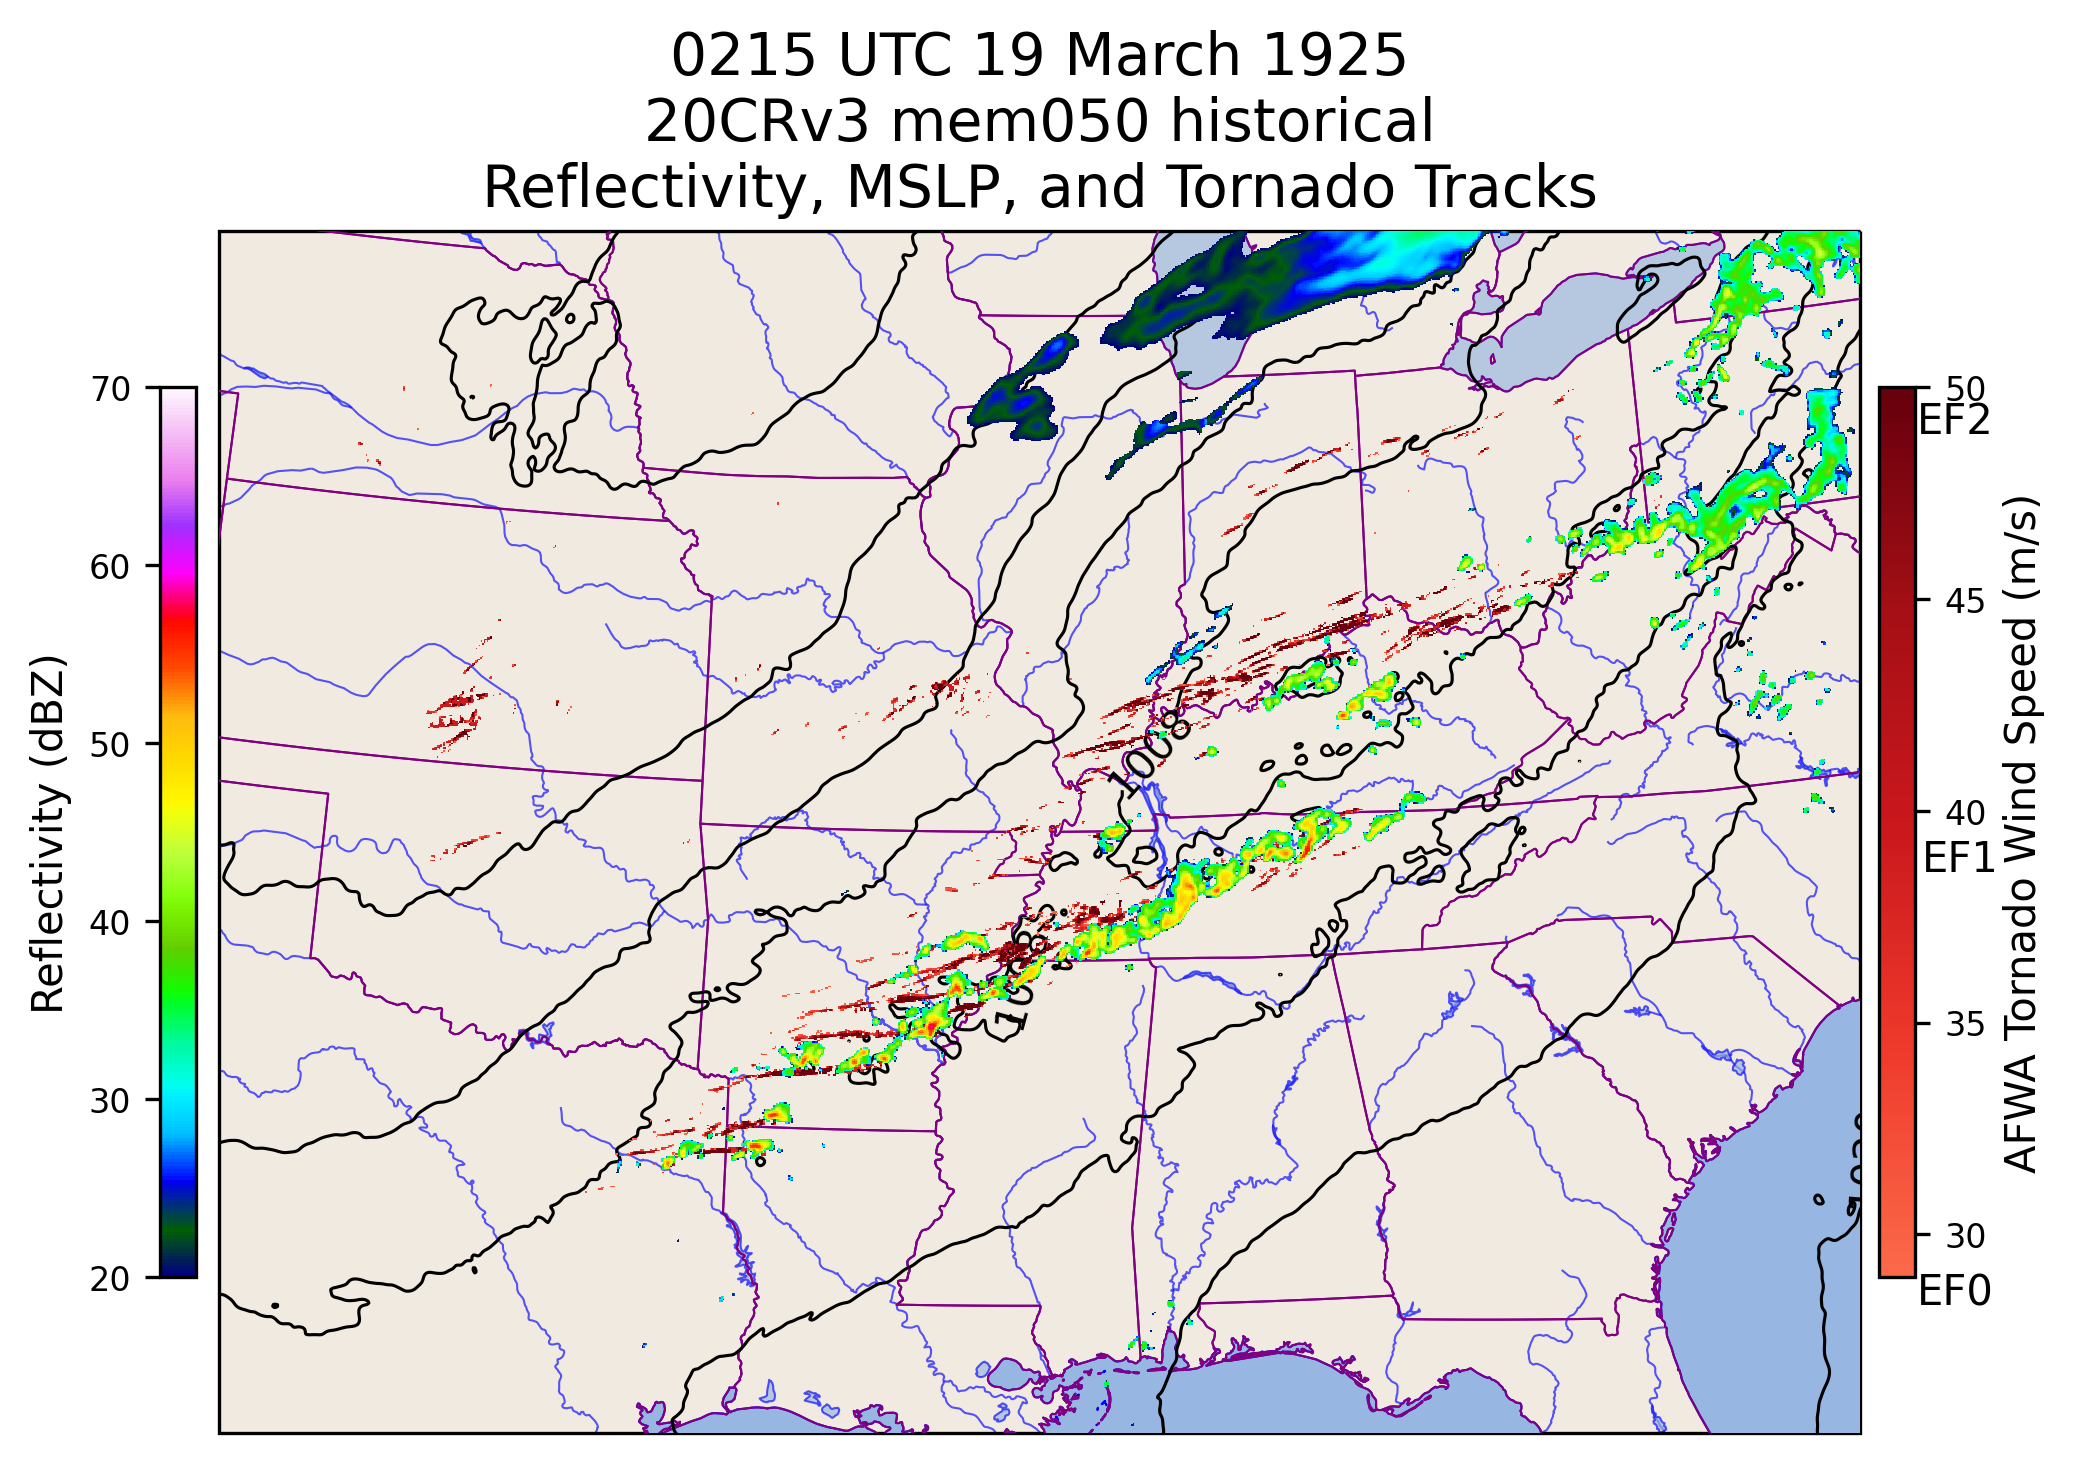 0215 UTC 19 March 1925
20CRv3 mem050 historical
Reflectivity, MSLP, and Tornado Tracks
Reflectivity (dBZ)
70
60
50
40
30
20
1008
1008
50
EF2
45
40
EF1
35
30
EF0
AFWA Tornado Wind Speed (m/s)